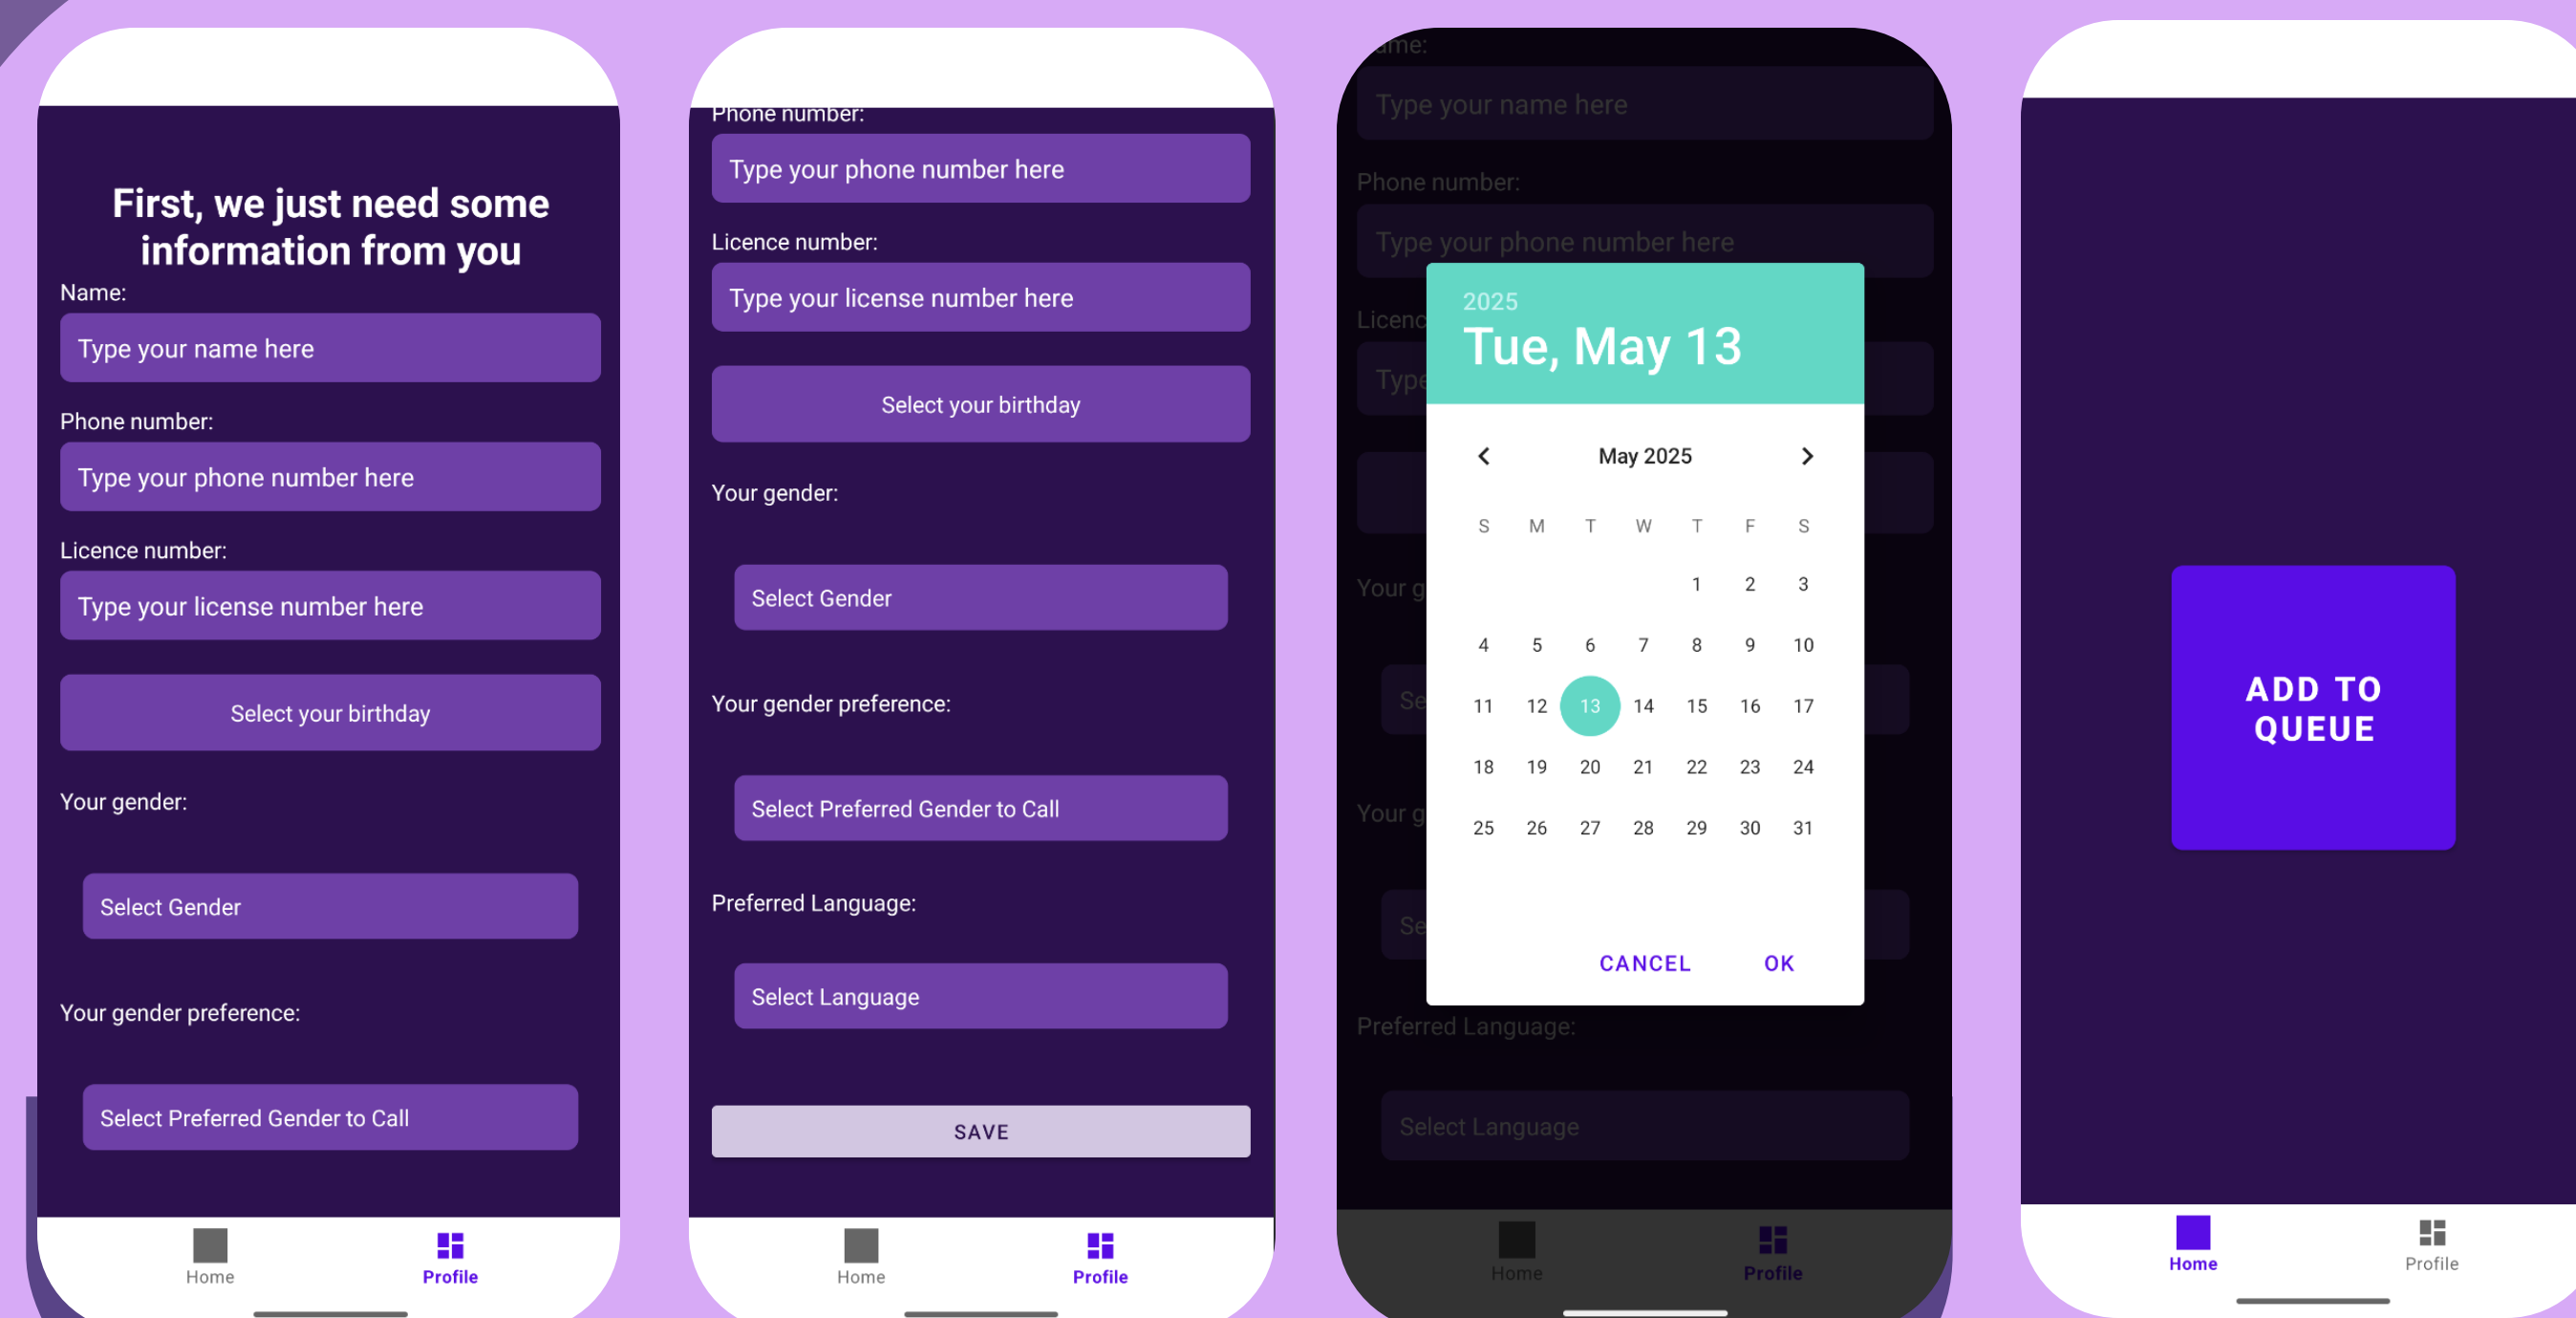 First, we just need some
information from you
Name:
Type your name here
Phone number:
Type your phone number here
Licence number:
Type your license number here
Select your birthday
Your gender:
Select Gender
Your gender preference:
Select Preferred Gender to Call
Home
Profile
Phone number:
Type your phone number here
Licence number:
Type your license number here
Select your birthday
Your gender:
Select Gender
Your gender preference:
Select Preferred Gender to Call
Preferred Language:
Select Language
SAVE
Home
Profile
ame:
Type your name here
Phone number:
Type your phone number here
Licenc
Type
Your g
Se
Your g
Se
2025
Tue, May 13
May 2025
S M T W T F S
1 2 3
4 5 6 7 8 9 10
11 12 13 14 15 16 17
18 19 20 21 22 23 24
25 26 27 28 29 30 31
CANCEL OK
Preferred Language:
Select Language
Home
Profile
ADD TO
QUEUE
Home
Profile